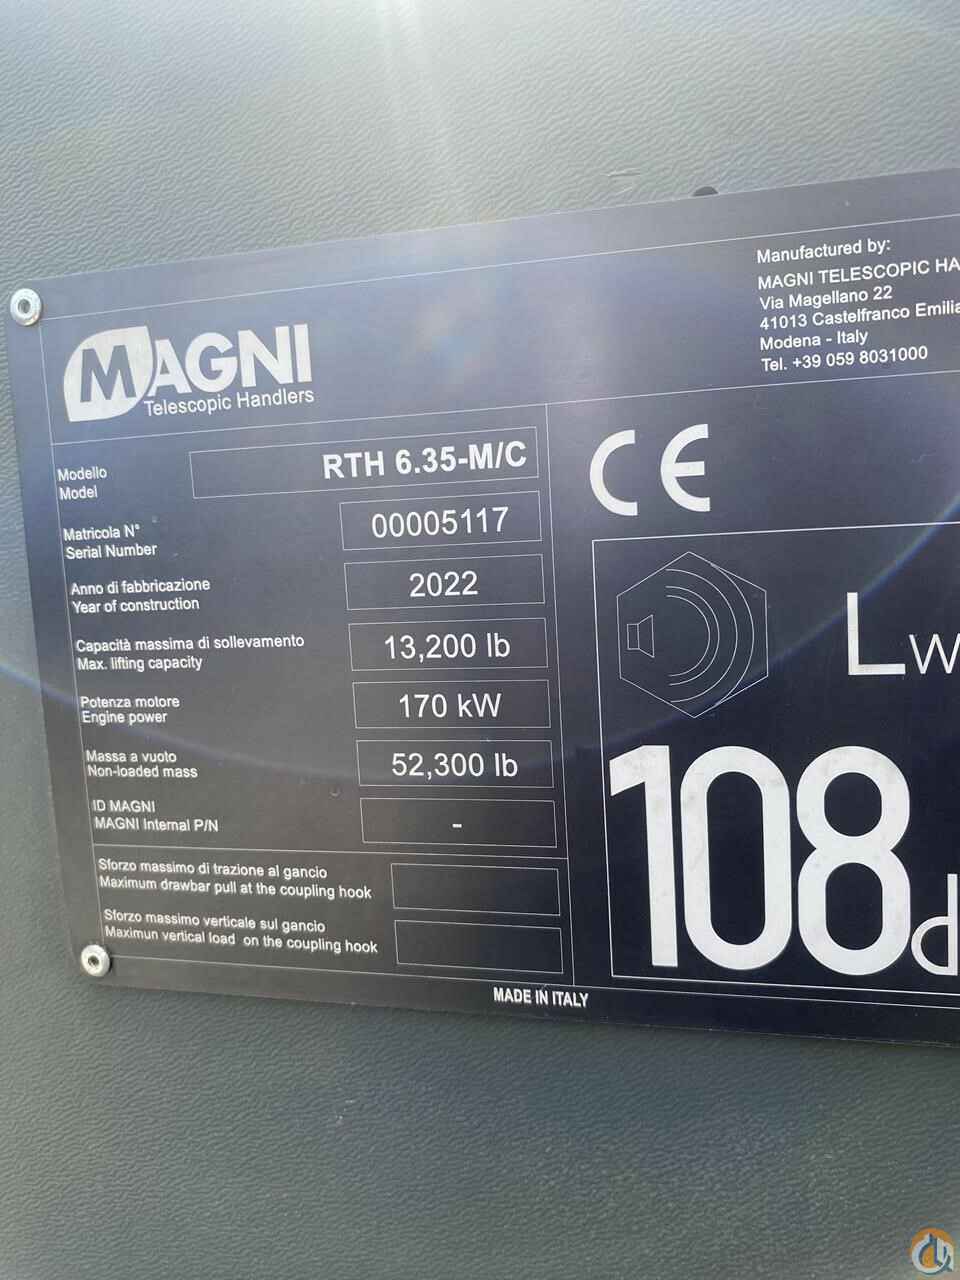 Manufactured by:
MAGNI TELESCOPIC HA
Via Magellano 22
41013 Castelfranco Emilia
Modena - Italy
Tel. +39 059 8031000
MAGNI
Telescopic Handlers
Modello
Model
RTH 6.35-M/C
Matricola N°
Serial Number
00005117
Anno di fabbricazione
Year of construction
2022
Capacità massima di sollevamento
Max. lifting capacity
13,200 lb
Potenza motore
Engine power
170 kW
Massa a vuoto
Non-loaded mass
52,300 lb
ID MAGNI
MAGNI Internal P/N
-
Sforzo massimo di trazione al gancio
Maximum drawbar pull at the coupling hook
Sforzo massimo verticale sul gancio
Maximun vertical load on the coupling hook
CE
LW
108d
MADE IN ITALY